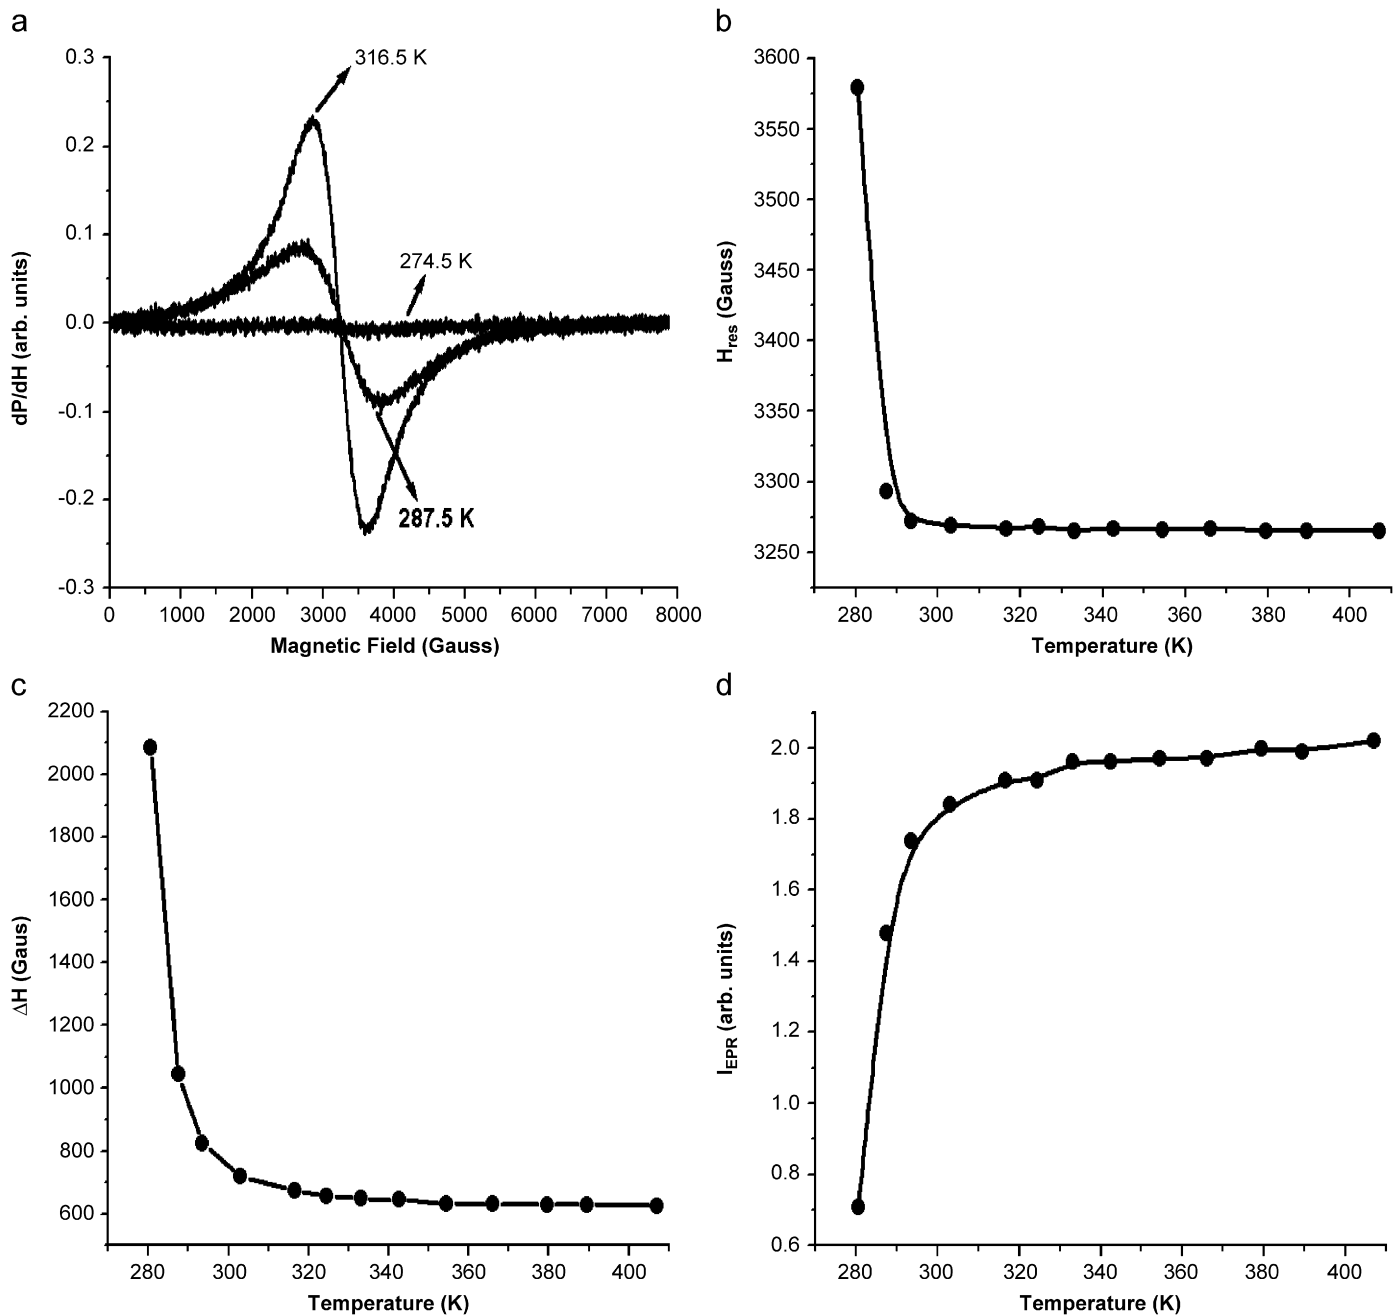 a
0.3
0.2
0.1
0.0
-0.1
-0.2
-0.3
dP/dH (arb. units)
316.5 K
274.5 K
287.5 K
0 1000 2000 3000 4000 5000 6000 7000 8000
Magnetic Field (Gauss)
b
3600
3550
3500
3450
3400
3350
3300
3250
Hres (Gauss)
280 300 320 340 360 380 400
Temperature (K)
c
2200
2000
1800
1600
1400
1200
1000
800
600
ΔH (Gaus)
280 300 320 340 360 380 400
Temperature (K)
d
2.0
1.8
1.6
1.4
1.2
1.0
0.8
0.6
IEPR (arb. units)
280 300 320 340 360 380 400
Temperature (K)